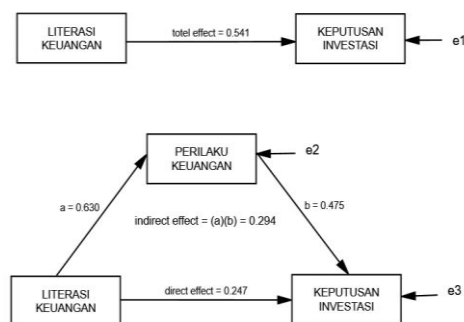 LITERASI
KEUANGAN
total effect = 0.541
KEPUTUSAN
INVESTASI
e1
PERILAKU
KEUANGAN
e2
a = 0.630
b = 0.475
indirect effect = (a)(b) = 0.294
LITERASI
KEUANGAN
direct effect = 0.247
KEPUTUSAN
INVESTASI
e3